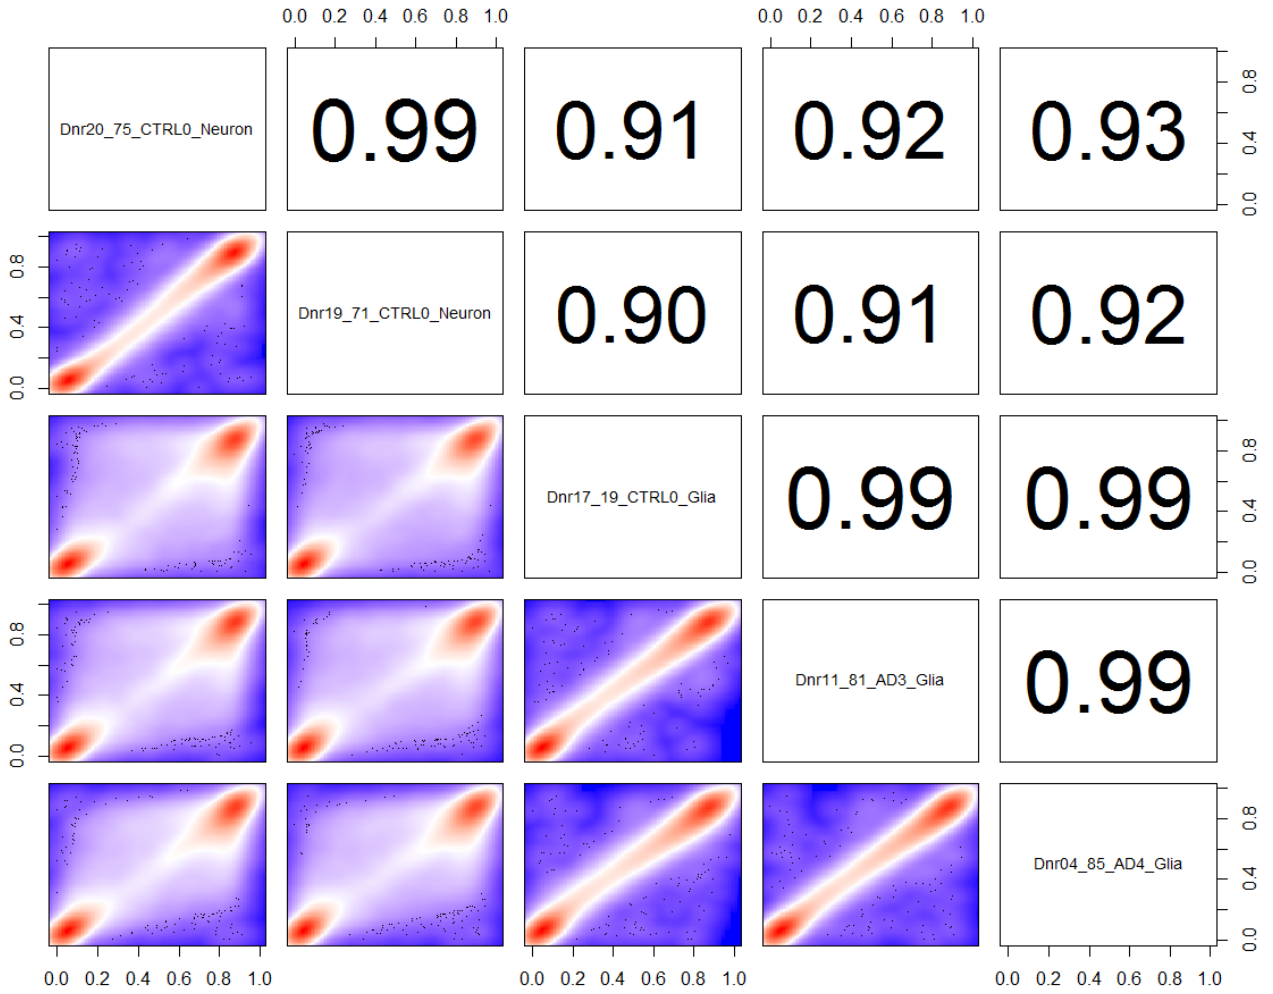 0.0 0.2 0.4 0.6 0.8 1.0
0.0 0.2 0.4 0.6 0.8 1.0
Dnr20_75_CTRL0_Neuron
0.99
0.91
0.92
0.93
0.8
0.4
0.0
0.8
0.4
0.0
Dnr19_71_CTRL0_Neuron
0.90
0.91
0.92
Dnr17_19_CTRL0_Glia
0.99
0.99
0.8
0.4
0.0
0.8
0.4
0.0
Dnr11_81_AD3_Glia
0.99
Dnr04_85_AD4_Glia
0.8
0.4
0.0
0.0 0.2 0.4 0.6 0.8 1.0
0.0 0.2 0.4 0.6 0.8 1.0
0.0 0.2 0.4 0.6 0.8 1.0